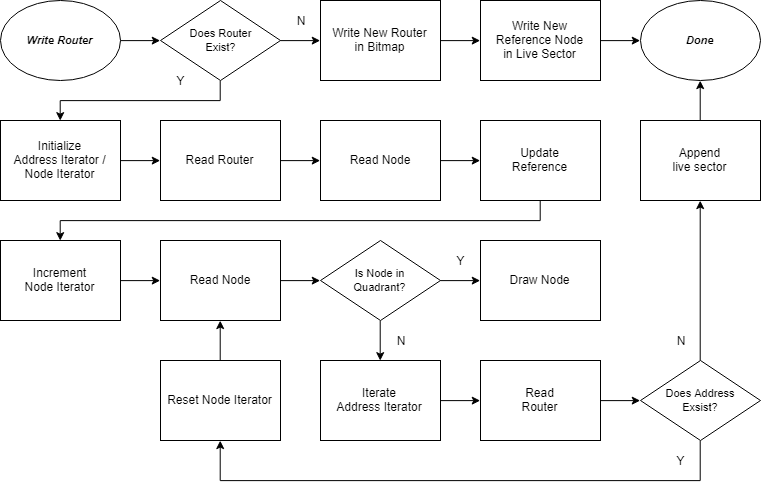 Write Router
Does Router
Exist?
N
Write New Router
in Bitmap
Write New
Reference Node
in Live Sector
Done
Y
Initialize
Address Iterator /
Node Iterator
Read Router
Read Node
Update
Reference
Append
live sector
Increment
Node Iterator
Read Node
Is Node in
Quadrant?
Y
Draw Node
N
N
Reset Node Iterator
Iterate
Address Iterator
Read
Router
Does Address
Exsist?
Y